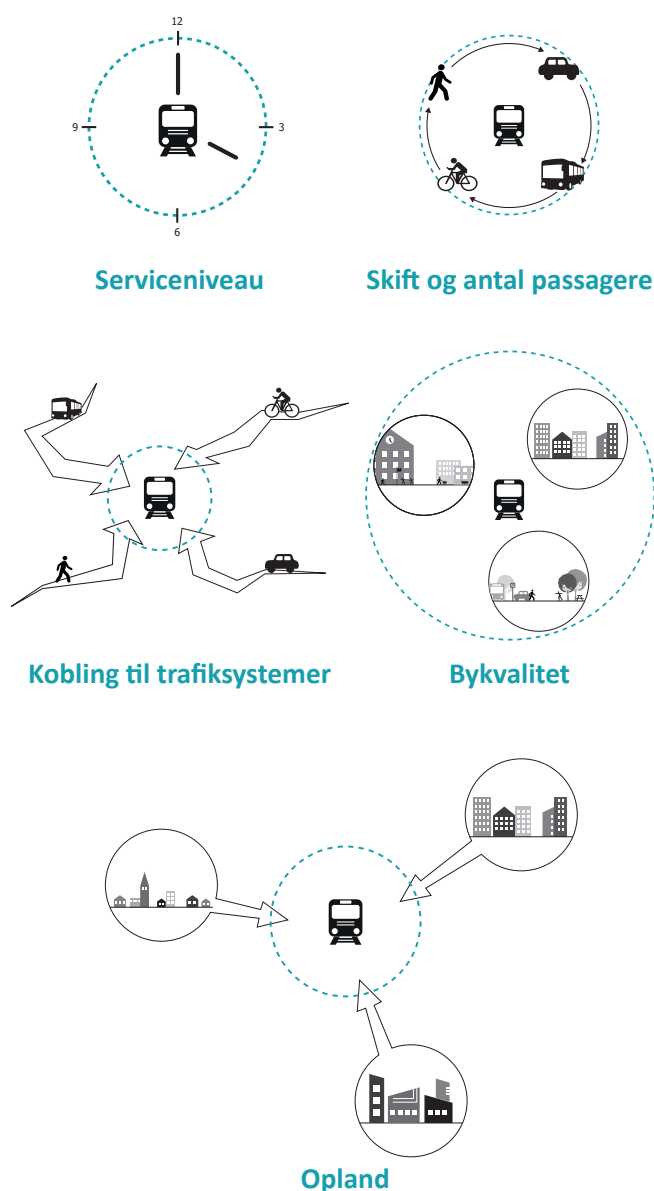 12
9
3
6
Serviceniveau
Skift og antal passagere
Kobling til trafiksystemer
Bykvalitet
Opland